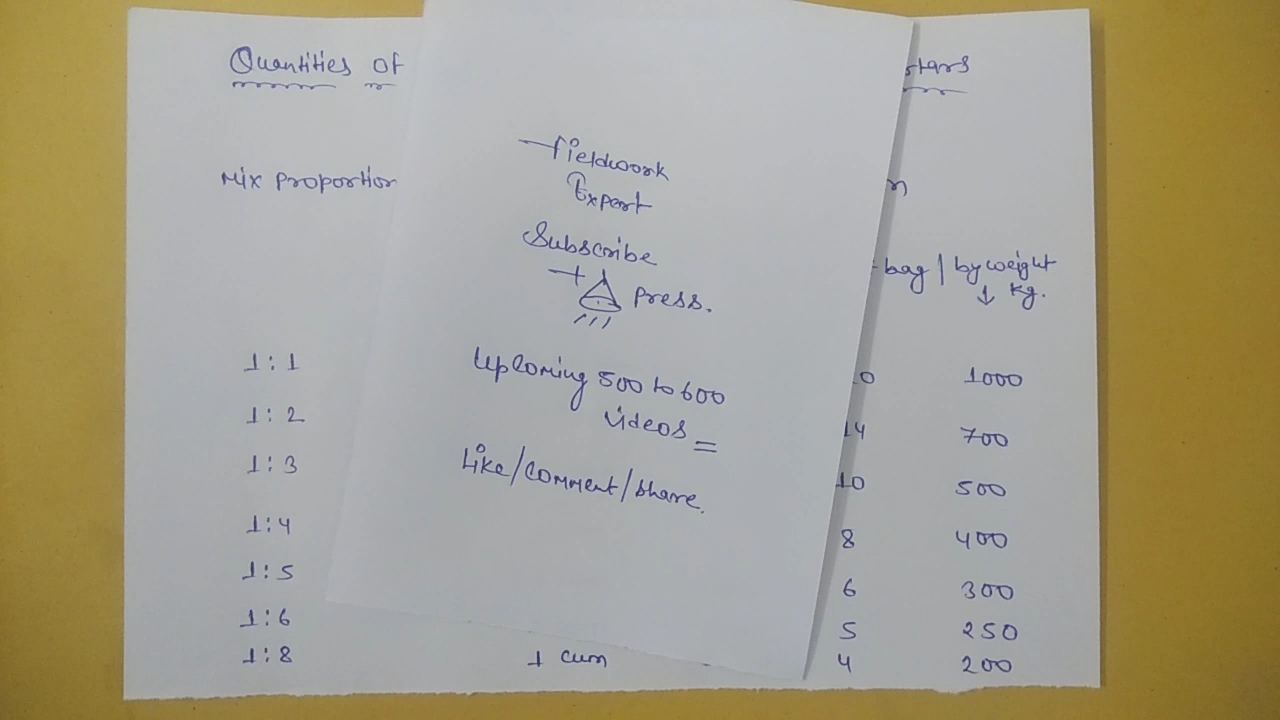 Quantities of
Mix Proportion
1:1
1:2
1:3
1:4
1:5
1:6
1:8
1 cum
Fieldwork
Expert
Subscribe
+ press.
Upcoming 500 to 600
videos =
Like/comment/share.
bag | by weight
↓ kg.
1000
14 700
10 500
8 400
6 300
5 250
4 200